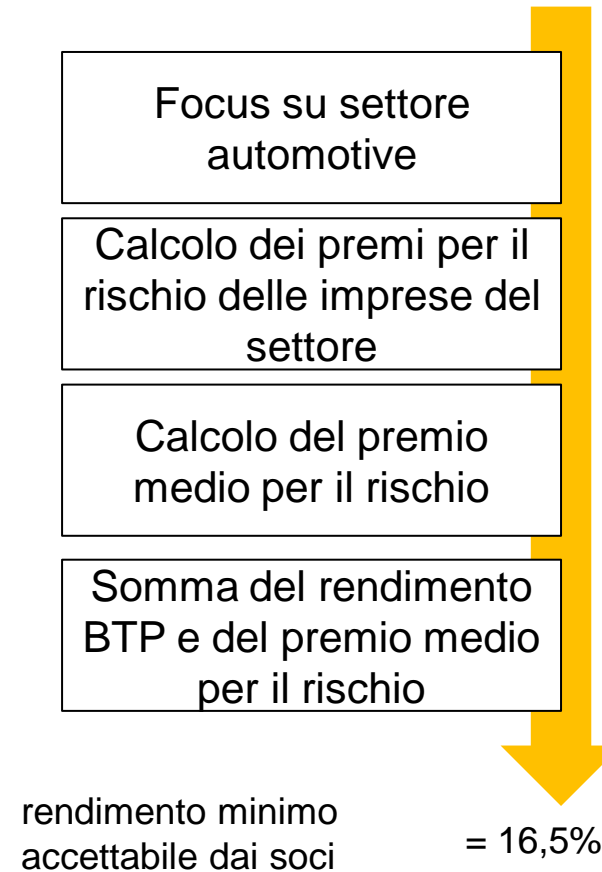 Focus su settore
automotive
Calcolo dei premi per il
rischio delle imprese del
settore
Calcolo del premio
medio per il rischio
Somma del rendimento
BTP e del premio medio
per il rischio
rendimento minimo
accettabile dai soci
= 16,5%